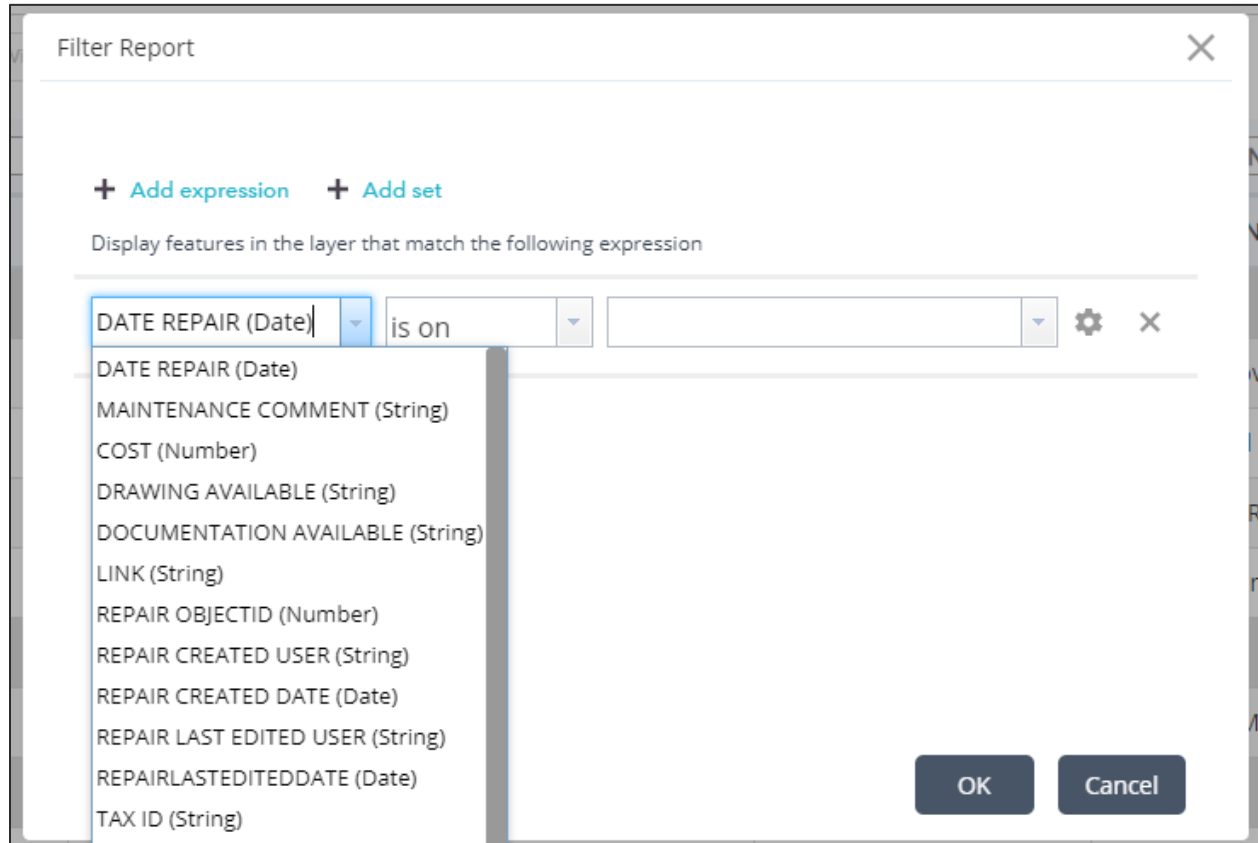 Filter Report
Add expression Add set
Display features in the layer that match the following expression
DATE REPAIR (Date) is on
DATE REPAIR (Date)
MAINTENANCE COMMENT (String)
COST (Number)
DRAWING AVAILABLE (String)
DOCUMENTATION AVAILABLE (String)
LINK (String)
REPAIR OBJECTID (Number)
REPAIR CREATED USER (String)
REPAIR CREATED DATE (Date)
REPAIR LAST EDITED USER (String)
REPAIRLASTEDITEDDATE (Date)
OK Cancel
TAX ID (String)